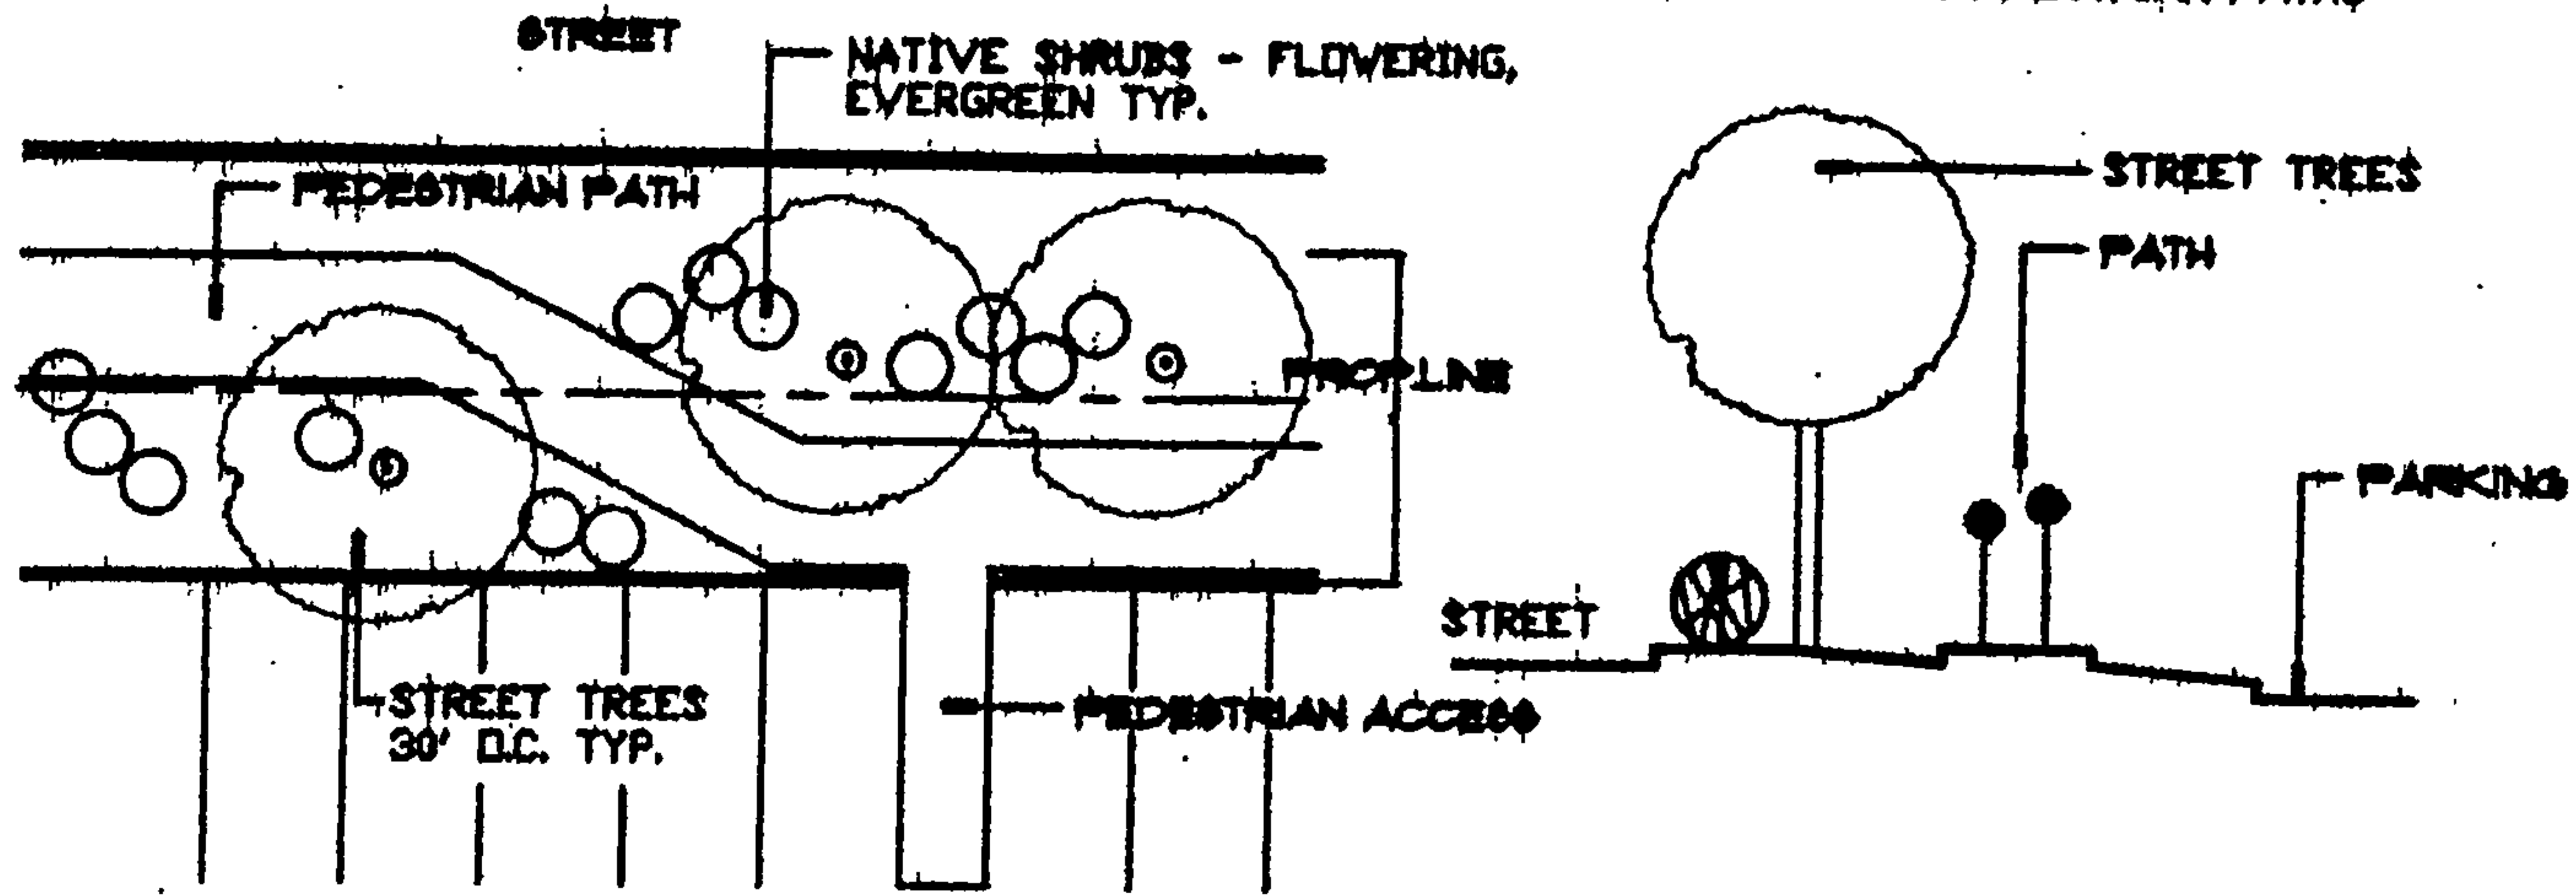 STREET
NATIVE SHRUBS - FLOWERING,
EVERGREEN TYP.
PEDESTRIAN PATH
PROP. LINE
STREET TREES
30' O.C. TYP.
PEDESTRIAN ACCESS
STREET TREES
PATH
PARKING
STREET